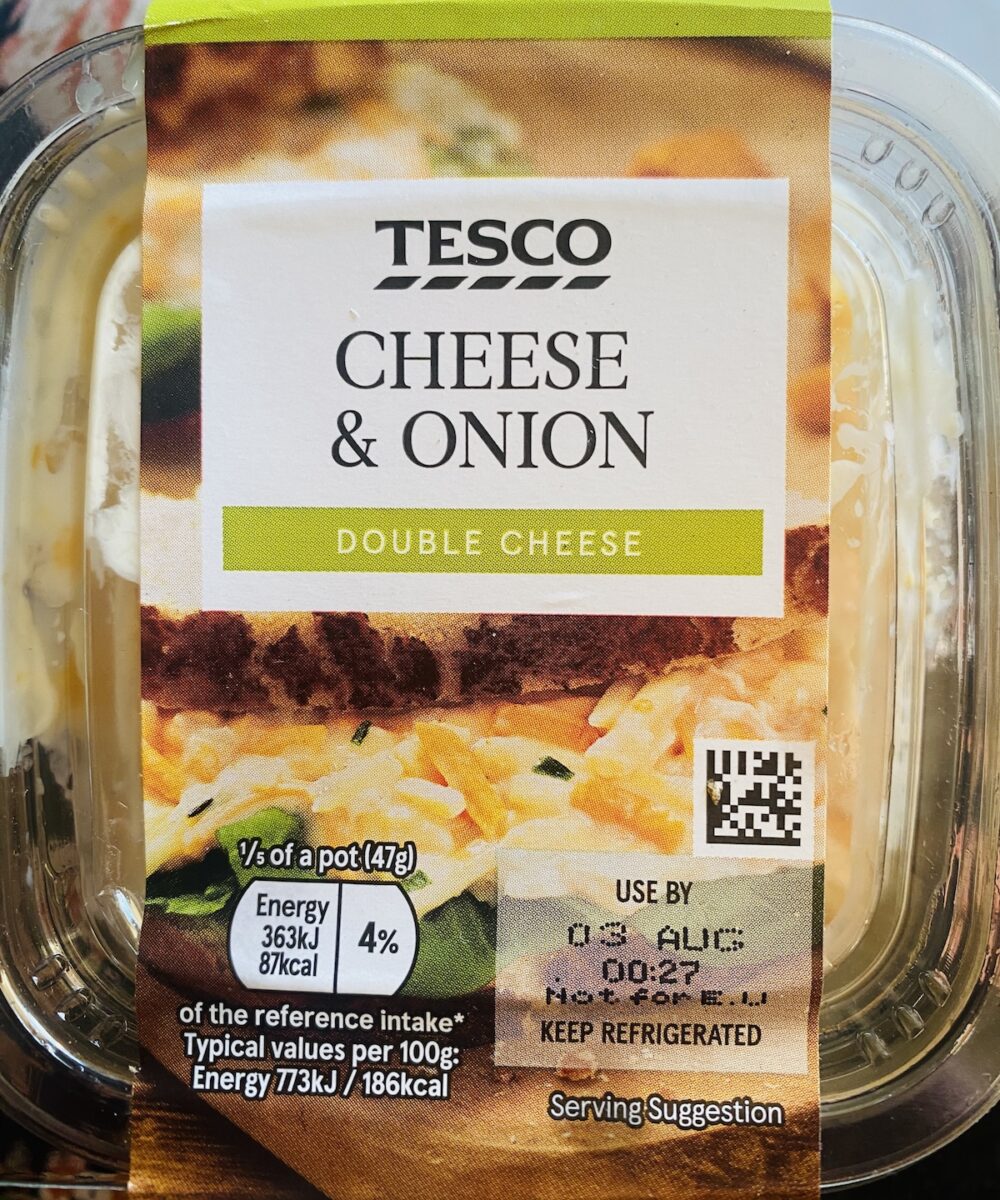 TESCO
CHEESE
& ONION
DOUBLE CHEESE
1/5 of a pot (47g)
Energy
363kJ
87kcal
4%
of the reference intake*
Typical values per 100g:
Energy 773kJ / 186kcal
USE BY
03 AUG
00:27
Not for E.U
KEEP REFRIGERATED
Serving Suggestion